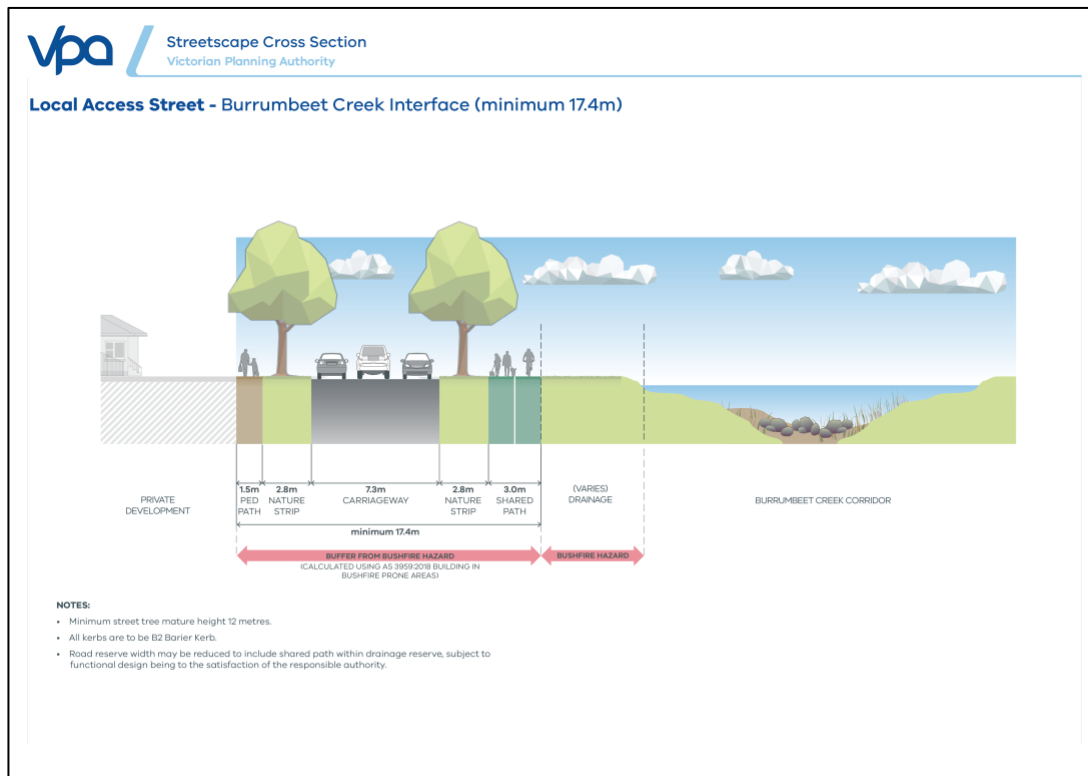 vpa
Streetscape Cross Section
Victorian Planning Authority
Local Access Street - Burrumbeet Creek Interface (minimum 17.4m)
PRIVATE
DEVELOPMENT
1.5m
PED
PATH
2.8m
NATURE
STRIP
7.3m
CARRIAGEWAY
2.8m
NATURE
STRIP
3.0m
SHARED
PATH
(VARIES)
DRAINAGE
BURRUMBEET CREEK CORRIDOR
minimum 17.4m
BUFFER FROM BUSHFIRE HAZARD
(CALCULATED USING AS 3959:2018 BUILDING IN
BUSHFIRE PRONE AREAS)
BUSHFIRE HAZARD
NOTES:
• Minimum street tree mature height 12 metres.
• All kerbs are to be B2 Barier Kerb.
• Road reserve width may be reduced to include shared path within drainage reserve, subject to
functional design being to the satisfaction of the responsible authority.